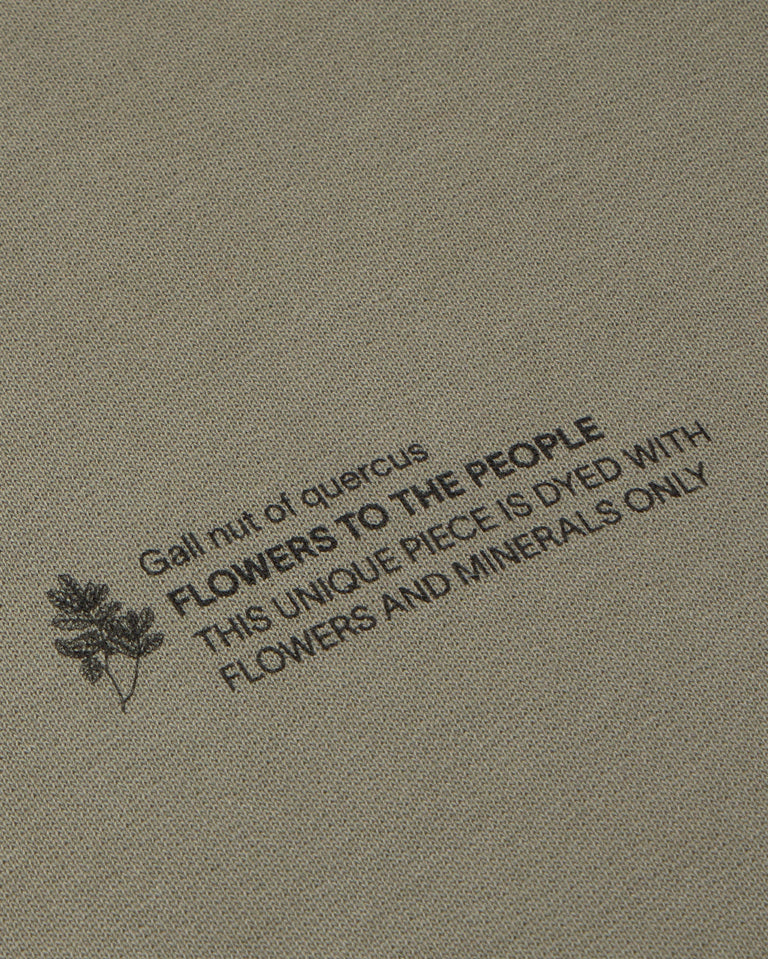 Gall nut of quercus
FLOWERS TO THE PEOPLE
THIS UNIQUE PIECE IS DYED WITH
FLOWERS AND MINERALS ONLY